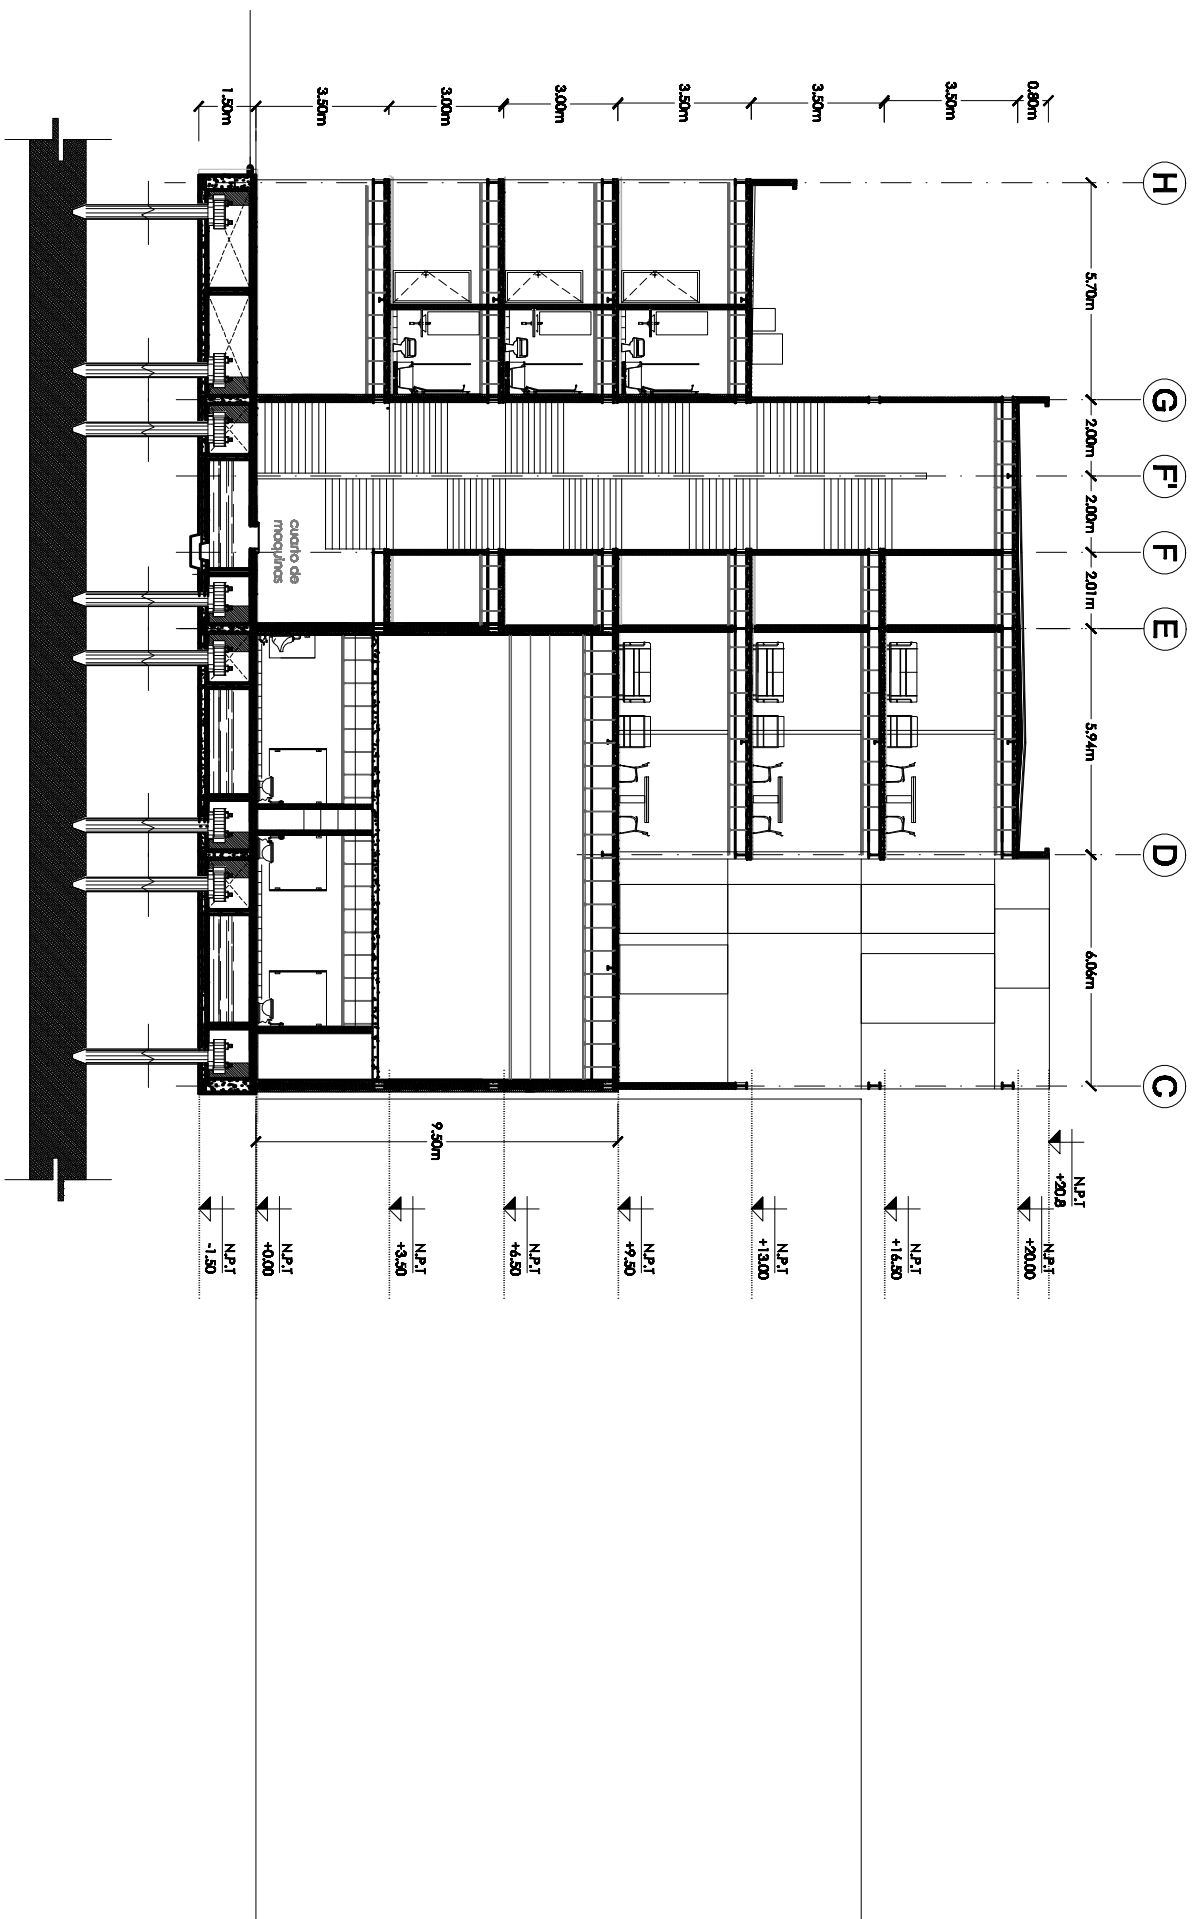 H
G
F'
F
E
D
C
5.70m
2.00m
2.00m
2.01m
5.94m
6.06m
0.80m
3.50m
3.50m
3.50m
3.00m
3.00m
3.50m
1.50m
cuarto de
maquinas
9.50m
N.P.T
+20.8
N.P.T
+20.00
N.P.T
+16.50
N.P.T
+13.00
N.P.T
+9.50
N.P.T
+6.50
N.P.T
+3.50
N.P.T
+0.00
N.P.T
-1.50